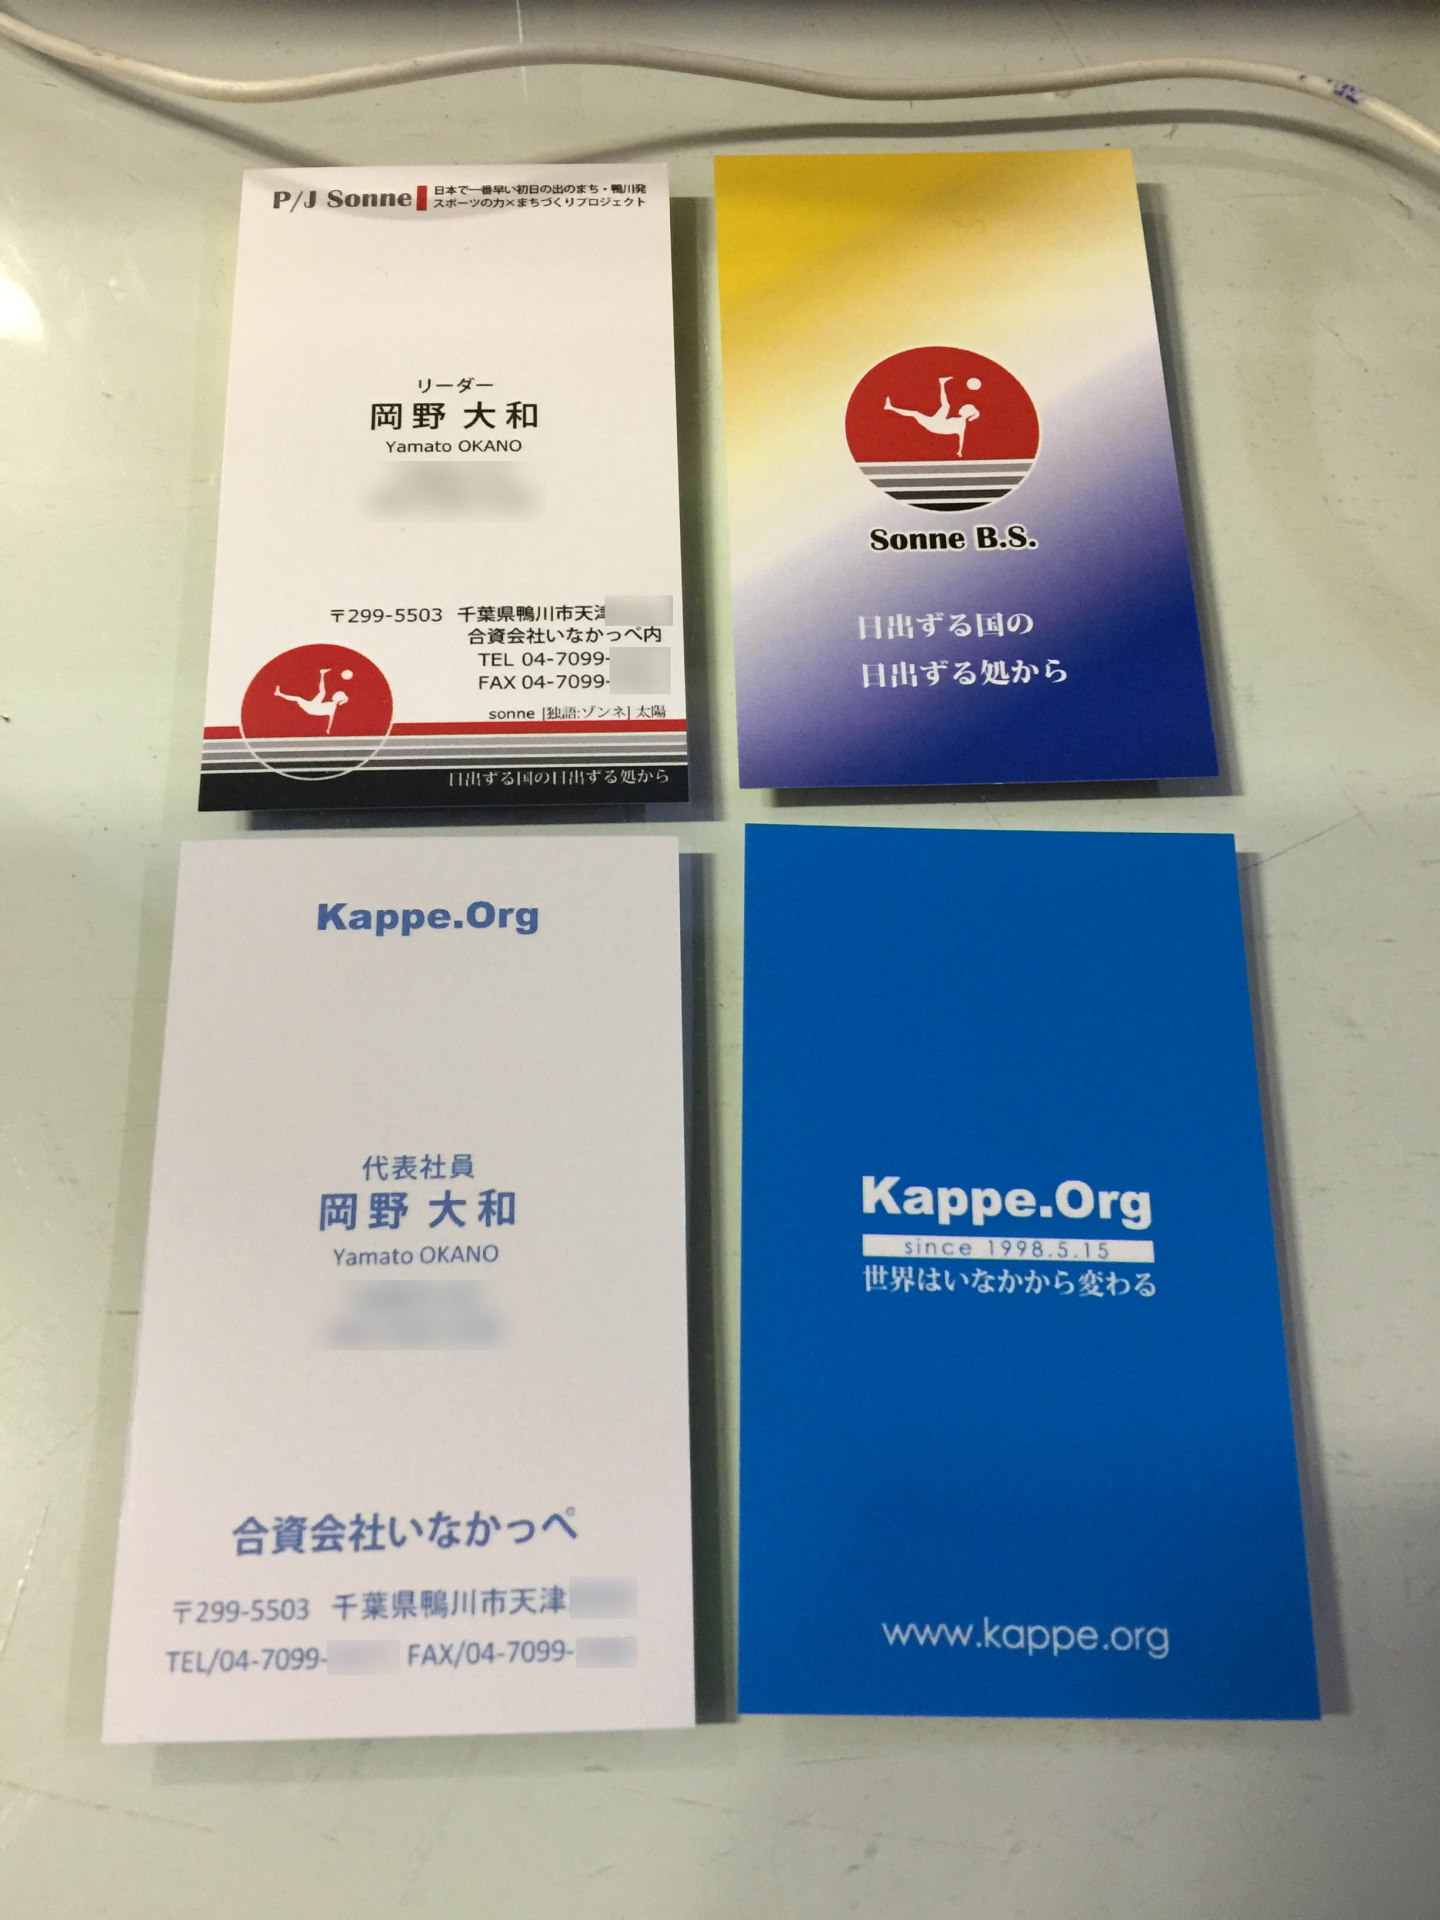 P/J Sonne
日本で一番早い初日の出のまち・鴨川発
スポーツの力×まちづくりプロジェクト
リーダー
岡野 大和
Yamato OKANO
〒299-5503 千葉県鴨川市天津
合資会社いなかっぺ内
TEL 04-7099-
FAX 04-7099-
sonne [独語:ゾンネ] 太陽
日出ずる国の日出ずる処から
Sonne B.S.
日出ずる国の
日出ずる処から
Kappe.Org
代表社員
岡野 大和
Yamato OKANO
合資会社いなかっぺ
〒299-5503 千葉県鴨川市天津
TEL/04-7099- FAX/04-7099-
Kappe.Org
since 1998.5.15
世界はいなかから変わる
www.kappe.org